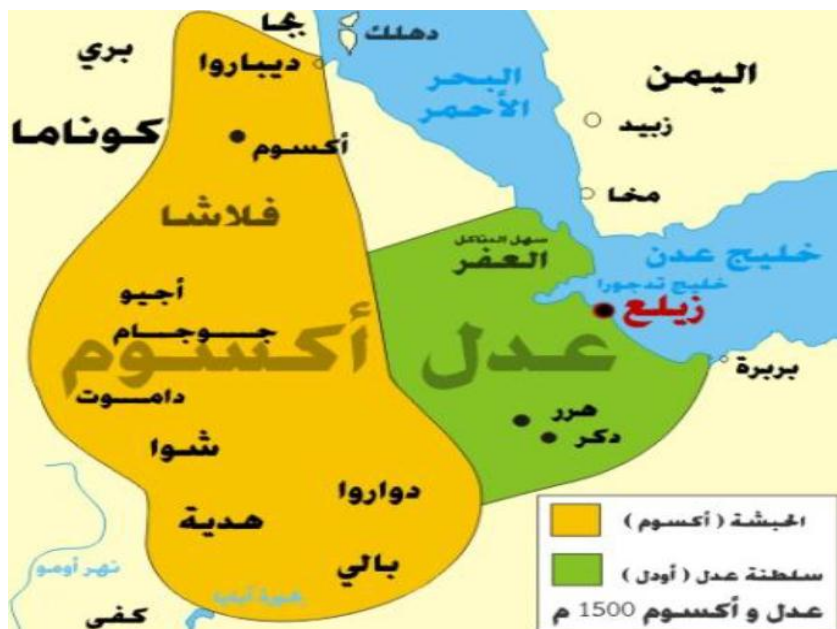 بجا
دهلك
بري
ديباروا
البحر
الأحمر
اليمن
كوناما
أكسوم
زبيد
مخا
فلاشا
سهل الدناكل
العفر
خليج عدن
خليج تدجورا
زيلع
أجيو
جوجام
عدل أكسوم
بربرة
داموت
هرر
دكر
شوا
دواروا
هدية
بالي
نهر أومو
كفي
الحبشة (أكسوم)
سلطنة عدل (أودل)
عدل و أكسوم 1500 م